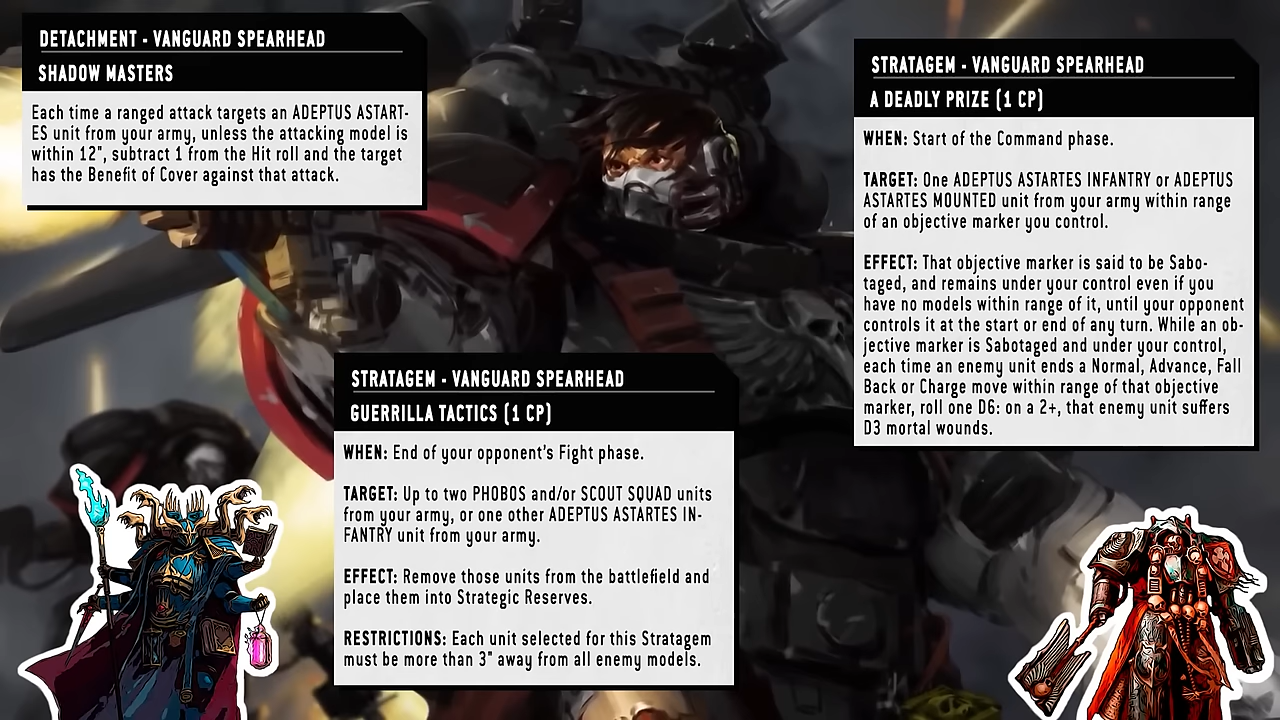 DETACHMENT - VANGUARD SPEARHEAD
SHADOW MASTERS
Each time a ranged attack targets an ADEPTUS ASTART-
ES unit from your army, unless the attacking model is
within 12", subtract 1 from the Hit roll and the target
has the Benefit of Cover against that attack.
STRATAGEM - VANGUARD SPEARHEAD
A DEADLY PRIZE (1 CP)
WHEN: Start of the Command phase.
TARGET: One ADEPTUS ASTARTES INFANTRY or ADEPTUS
ASTARTES MOUNTED unit from your army within range
of an objective marker you control.
EFFECT: That objective marker is said to be Sabo-
taged, and remains under your control even if you
have no models within range of it, until your opponent
controls it at the start or end of any turn. While an ob-
jective marker is Sabotaged and under your control,
each time an enemy unit ends a Normal, Advance, Fall
Back or Charge move within range of that objective
marker, roll one D6: on a 2+, that enemy unit suffers
D3 mortal wounds.
STRATAGEM - VANGUARD SPEARHEAD
GUERRILLA TACTICS (1 CP)
WHEN: End of your opponent's Fight phase.
TARGET: Up to two PHOBOS and/or SCOUT SQUAD units
from your army, or one other ADEPTUS ASTARTES IN-
FANTRY unit from your army.
EFFECT: Remove those units from the battlefield and
place them into Strategic Reserves.
RESTRICTIONS: Each unit selected for this Stratagem
must be more than 3" away from all enemy models.